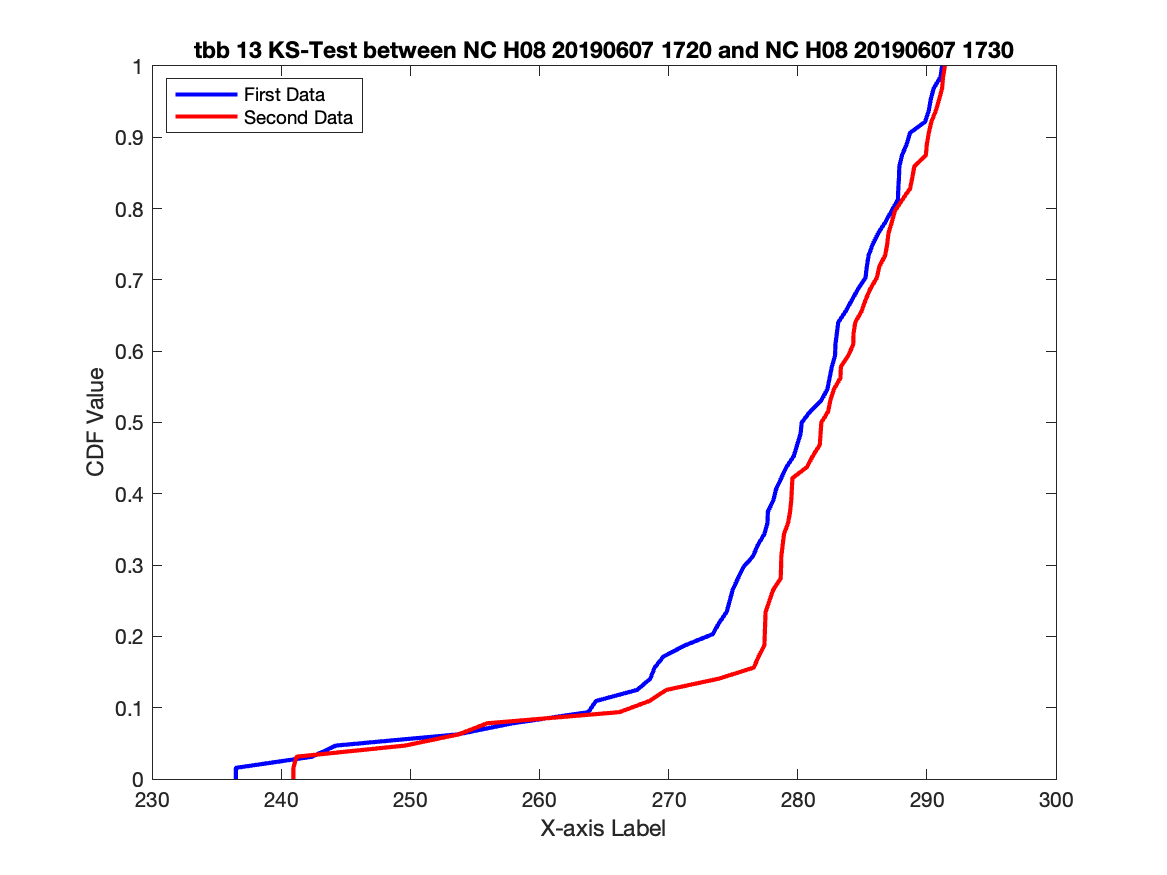 tbb 13 KS-Test between NC H08 20190607 1720 and NC H08 20190607 1730
First Data
Second Data
1
0.9
0.8
0.7
0.6
0.5
0.4
0.3
0.2
0.1
0
CDF Value
230 240 250 260 270 280 290 300
X-axis Label